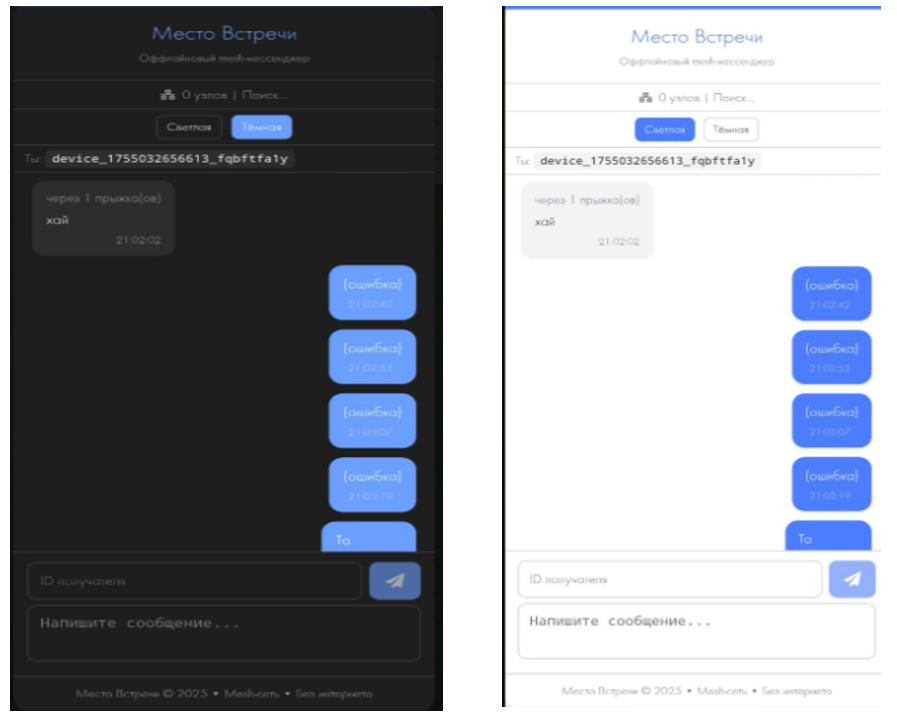 Место Встречи
Оффлайновый mesh-мессенджер
0 узлов | Поиск...
Светлая Тёмная
Ты: device_1755032656613_fqbftfa1y
через 1 прыжка(ов)
хай
21:02:02
(ошибка)
21:02:42
(ошибка)
21:02:53
(ошибка)
21:03:07
(ошибка)
21:03:19
Та
ID получателя
Напишите сообщение...
Место Встречи © 2025 • Mesh-сеть • Без интернета
Место Встречи
Оффлайновый mesh-мессенджер
0 узлов | Поиск...
Светлая Тёмная
Ты: device_1755032656613_fqbftfa1y
через 1 прыжка(ов)
хай
21:02:02
(ошибка)
21:02:42
(ошибка)
21:02:53
(ошибка)
21:03:07
(ошибка)
21:03:19
Та
ID получателя
Напишите сообщение...
Место Встречи © 2025 • Mesh-сеть • Без интернета